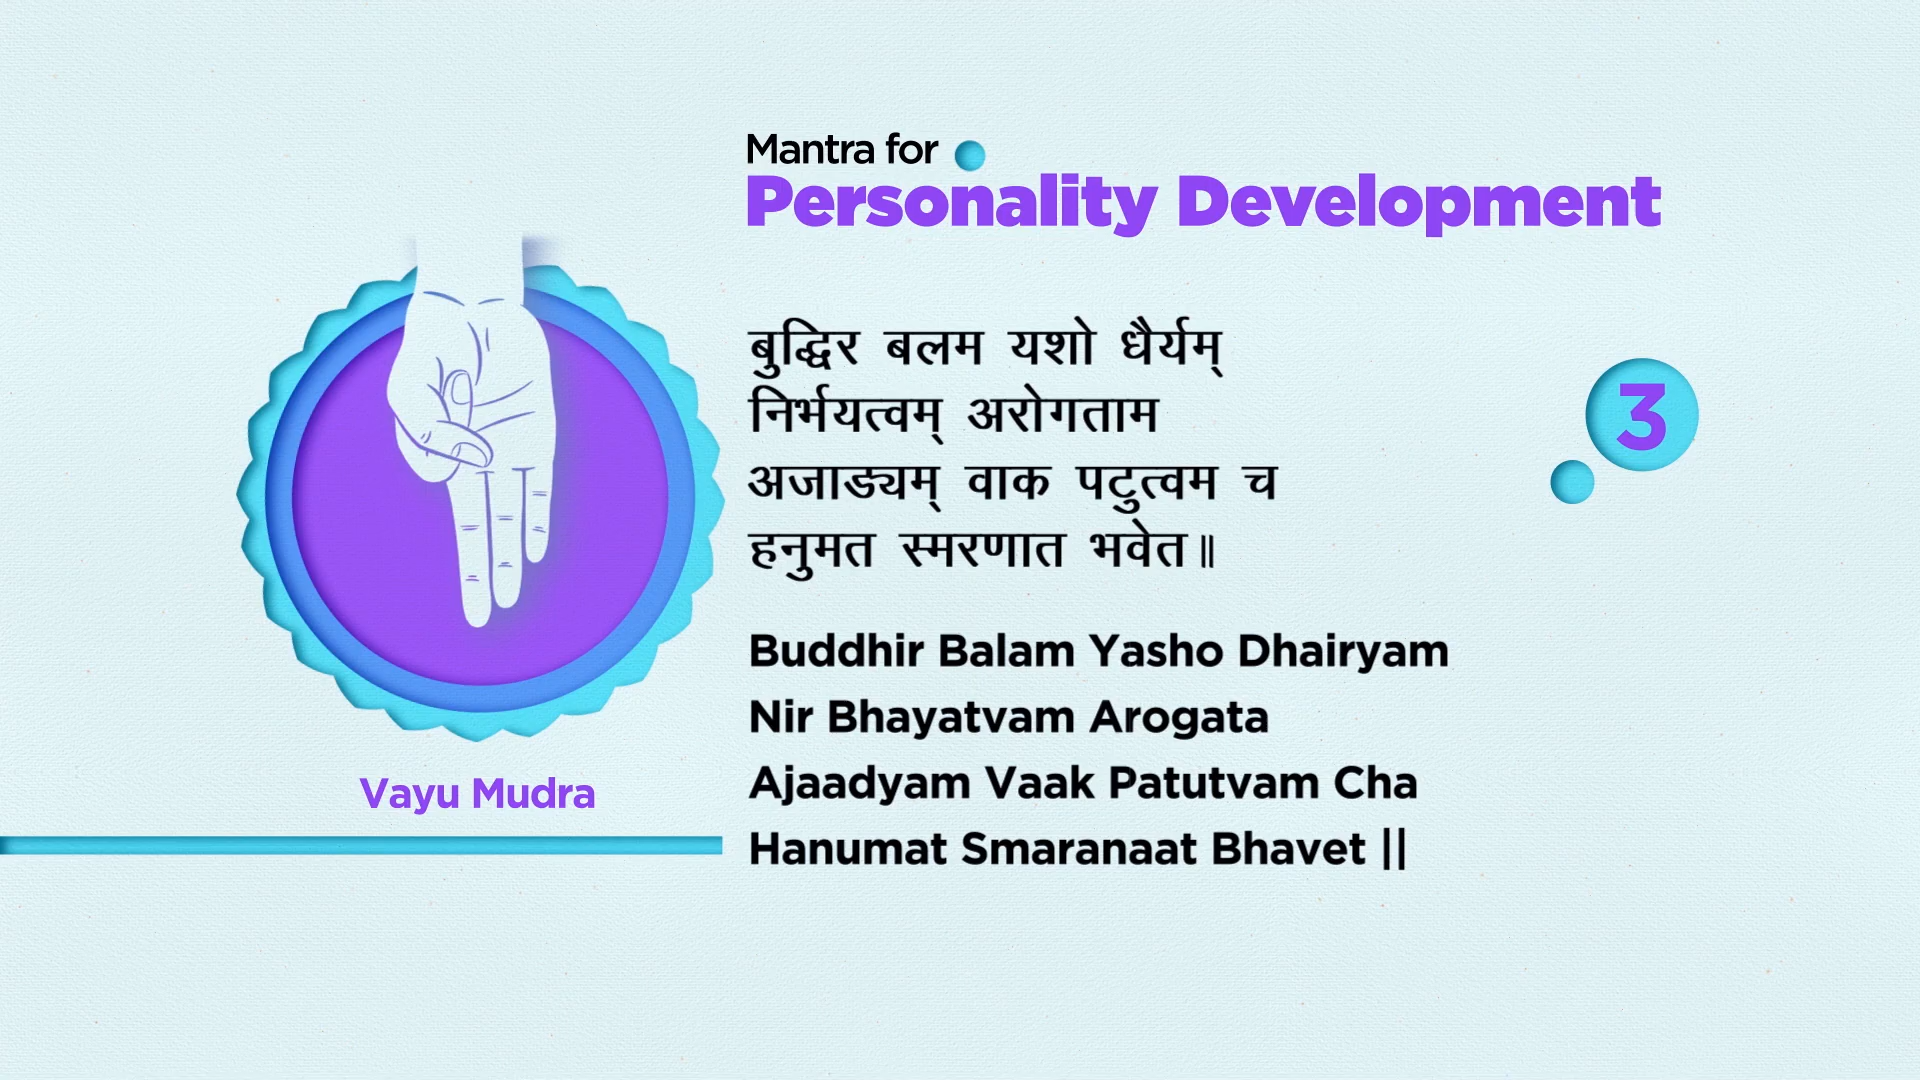 Mantra for
Personality Development
बुद्धिर बलम यशो धैर्यम्
निर्भयत्वम् अरोगताम
अजाड्यम् वाक पटुत्वम च
हनुमत स्मरणात भवेत॥
3
Buddhir Balam Yasho Dhairyam
Nir Bhayatvam Arogata
Ajaadyam Vaak Patutvam Cha
Hanumat Smaranaat Bhavet ||
Vayu Mudra